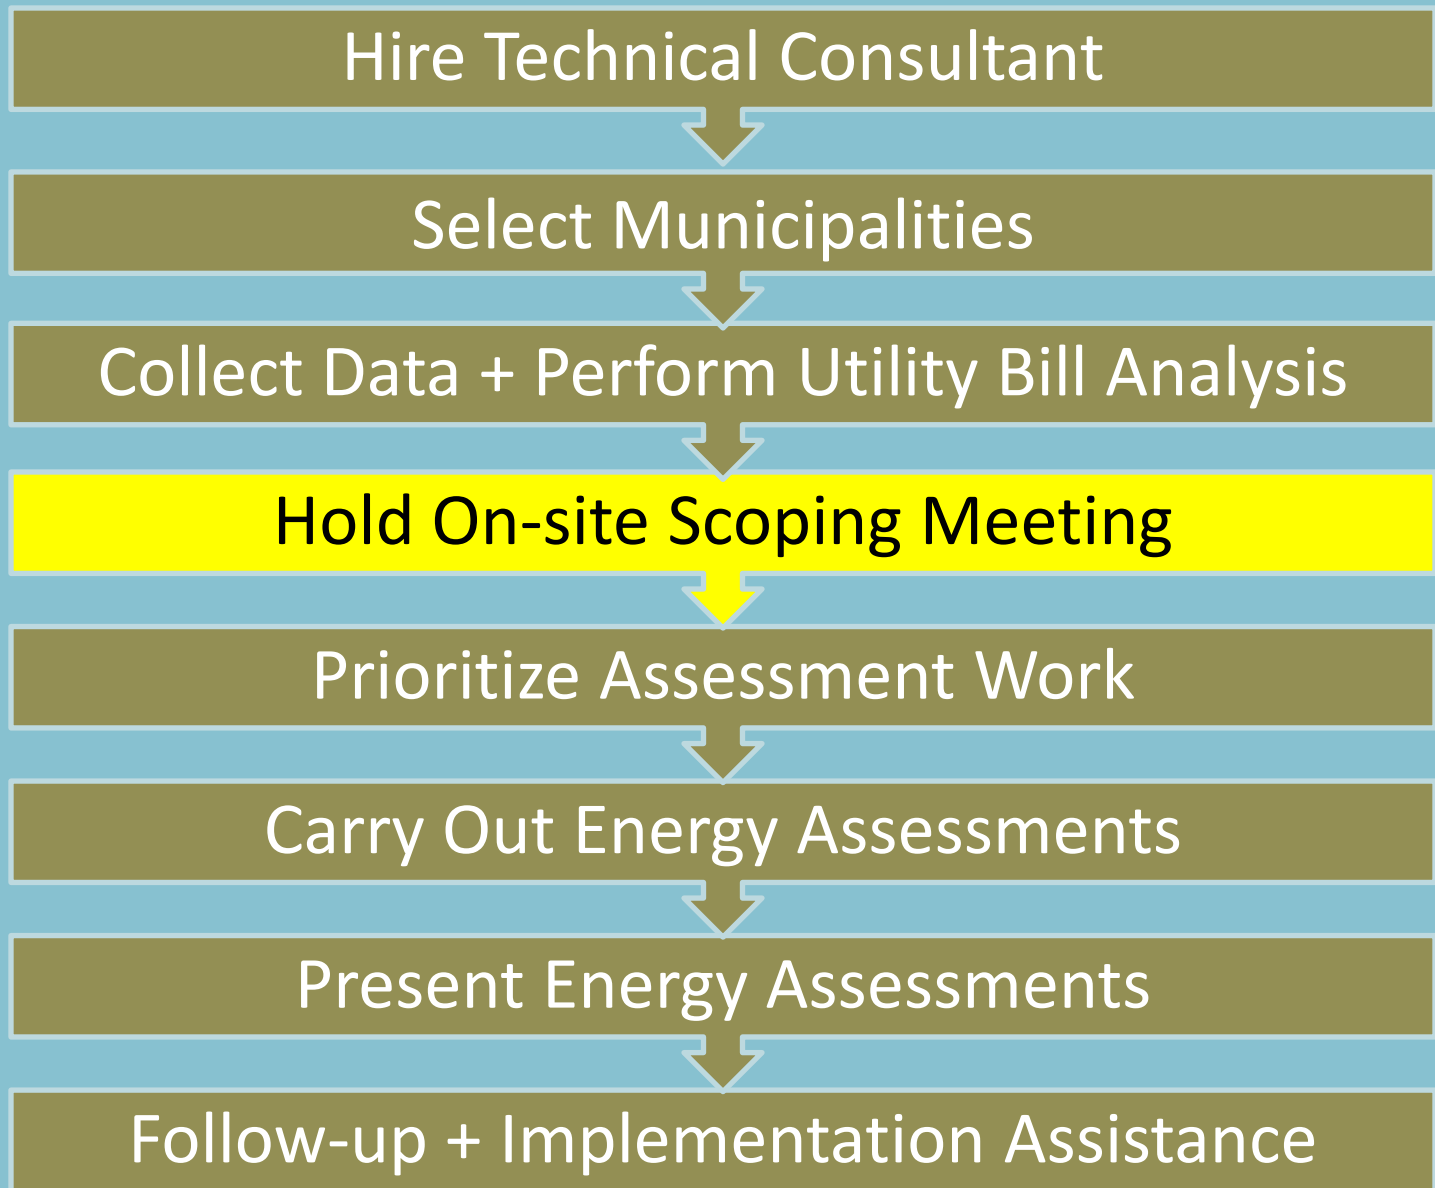 Hire Technical Consultant
Select Municipalities
Collect Data + Perform Utility Bill Analysis
Hold On-site Scoping Meeting
Prioritize Assessment Work
Carry Out Energy Assessments
Present Energy Assessments
Follow-up + Implementation Assistance